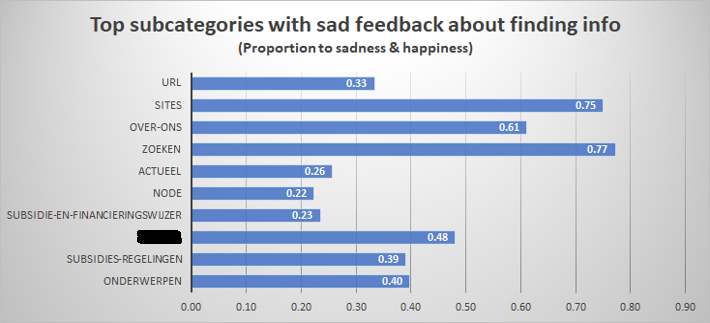 Top subcategories with sad feedback about finding info
(Proportion to sadness & happiness)
URL 0.33
SITES 0.75
OVER-ONS 0.61
ZOEKEN 0.77
ACTUEEL 0.26
NODE 0.22
SUBSIDIE-EN-FINANCIERINGSWIJZER 0.23
0.48
SUBSIDIES-REGELINGEN 0.39
ONDERWERPEN 0.40
0.00 0.10 0.20 0.30 0.40 0.50 0.60 0.70 0.80 0.90